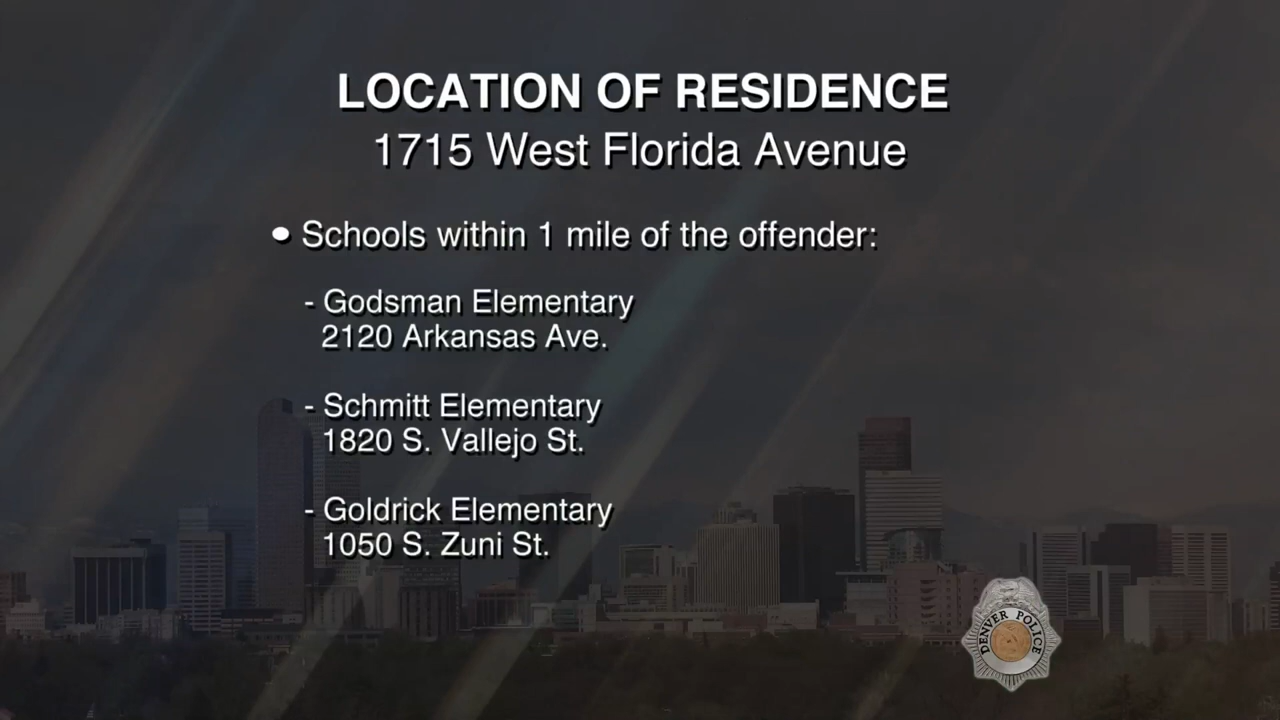 LOCATION OF RESIDENCE
1715 West Florida Avenue
• Schools within 1 mile of the offender:
- Godsman Elementary
2120 Arkansas Ave.
- Schmitt Elementary
1820 S. Vallejo St.
- Goldrick Elementary
1050 S. Zuni St.
DENVER POLICE